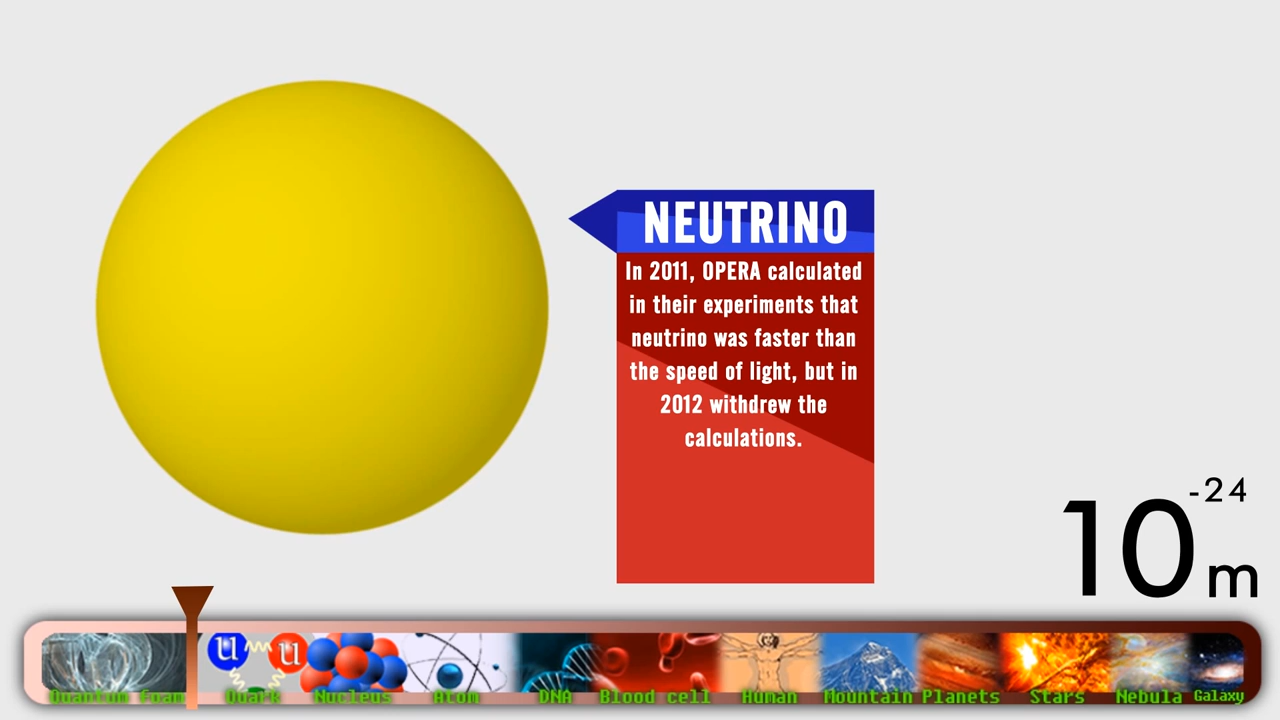 NEUTRINO
In 2011, OPERA calculated
in their experiments that
neutrino was faster than
the speed of light, but in
2012 withdrew the
calculations.
10-24 m
u u
Quantum Foam Quark Nucleus Atom DNA Blood cell Human Mountain Planets Stars Nebula Galaxy